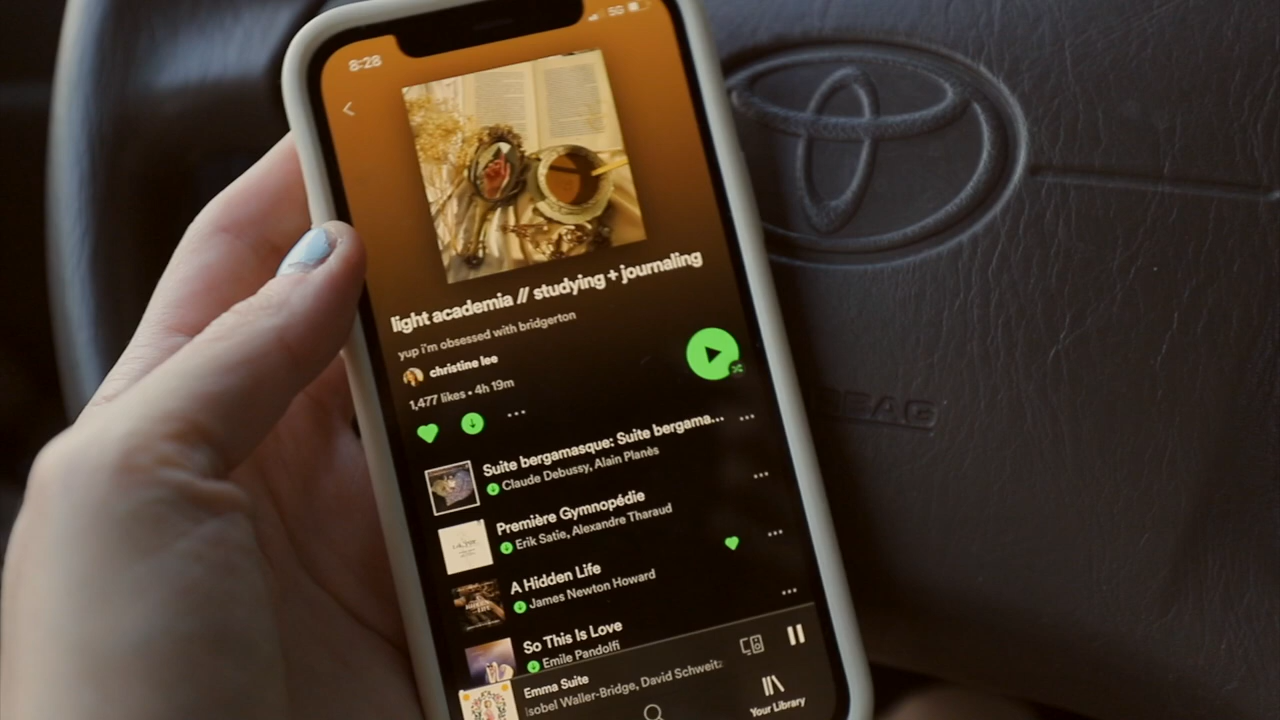 8:28
5G
light academia // studying + journaling
yup i'm obsessed with bridgerton
christine lee
1,477 likes • 4h 19m
Suite bergamasque: Suite bergama...
Claude Debussy, Alain Planès
Première Gymnopédie
Erik Satie, Alexandre Tharaud
A Hidden Life
James Newton Howard
So This Is Love
Emile Pandolfi
Emma Suite
Isobel Waller-Bridge, David Schweitz
Your Library